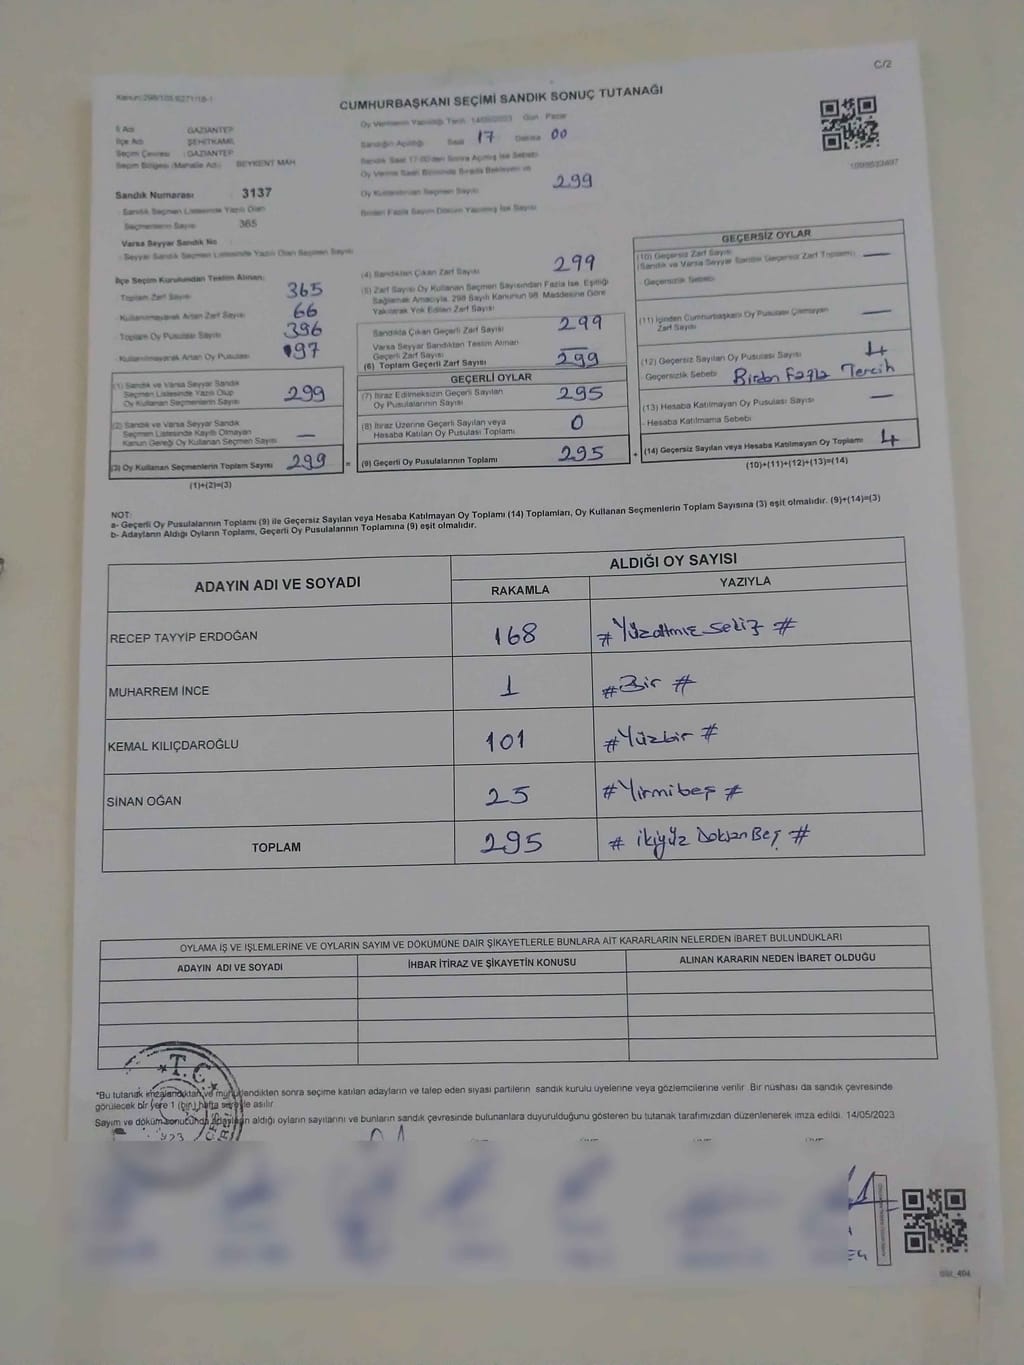 C/2
Kanun:298/105 6271/18-1
CUMHURBAŞKANI SEÇİMİ SANDIK SONUÇ TUTANAĞI
İl Adı : GAZİANTEP
İlçe Adı : ŞEHİTKAMİL
Seçim Çevresi : GAZİANTEP
Seçim Bölgesi (Mahalle Adı) : BEYKENT MAH
Sandık Numarası : 3137
Sandık Seçmen Listesinde Yazılı Olan
Seçmenlerin Sayısı : 365
Varsa Seyyar Sandık No :
Seyyar Sandık Seçmen Listesinde Yazılı Olan Seçmen Sayısı
Oy Vermenin Yapıldığı Tarih: 14/05/2023 Gün: Pazar
Sandığın Açıldığı Saat 17 Dakika 00
Sandık Saat 17:00'den Sonra Açılmış İse Sebebi
Oy Verme Saati Bitiminde Sırada Bekleyen ve
Oy Kullandırılan Seçmen Sayısı 299
Birden Fazla Sayım Döküm Yapılmış İse Sayısı
İlçe Seçim Kurulundan Teslim Alınan:
Toplam Zarf Sayısı 365
Kullanılmayarak Artan Zarf Sayısı 66
Toplam Oy Pusulası Sayısı 396
Kullanılmayarak Artan Oy Pusulası 97
(1) Sandık ve Varsa Seyyar Sandık
Seçmen Listesinde Yazılı Olup
Oy Kullanan Seçmenlerin Sayısı 299
(2) Sandık ve Varsa Seyyar Sandık
Seçmen Listesinde Kayıtlı Olmayan
Kanun Gereği Oy Kullanan Seçmen Sayısı —
(3) Oy Kullanan Seçmenlerin Toplam Sayısı 299 =
(1)+(2)=(3)
(4) Sandıktan Çıkan Zarf Sayısı 299
(5) Zarf Sayısı Oy Kullanan Seçmen Sayısından Fazla İse, Eşitliği
Sağlamak Amacıyla, 298 Sayılı Kanunun 98. Maddesine Göre
Yakılarak Yok Edilen Zarf Sayısı
Sandıkta Çıkan Geçerli Zarf Sayısı 299
Varsa Seyyar Sandıktan Teslim Alınan
Geçerli Zarf Sayısı —
(6) Toplam Geçerli Zarf Sayısı 299
GEÇERLİ OYLAR
(7) İtiraz Edilmeksizin Geçerli Sayılan
Oy Pusulalarının Sayısı 295
(8) İtiraz Üzerine Geçerli Sayılan veya
Hesaba Katılan Oy Pusulası Toplamı 0
(9) Geçerli Oy Pusulalarının Toplamı 295 +
GEÇERSİZ OYLAR
(10) Geçersiz Zarf Sayısı
(Sandık ve Varsa Seyyar Sandık Geçersiz Zarf Toplamı) —
Geçersizlik Sebebi
(11) İçinden Cumhurbaşkanı Oy Pusulası Çıkmayan
Zarf Sayısı —
(12) Geçersiz Sayılan Oy Pusulası Sayısı 4
Geçersizlik Sebebi Birden Fazla Tercih
(13) Hesaba Katılmayan Oy Pusulası Sayısı —
Hesaba Katılmama Sebebi
(14) Geçersiz Sayılan veya Hesaba Katılmayan Oy Toplamı 4
(10)+(11)+(12)+(13)=(14)
NOT:
a- Geçerli Oy Pusulalarının Toplamı (9) ile Geçersiz Sayılan veya Hesaba Katılmayan Oy Toplamı (14) Toplamları, Oy Kullanan Seçmenlerin Toplam Sayısına (3) eşit olmalıdır. (9)+(14)=(3)
b- Adayların Aldığı Oyların Toplamı, Geçerli Oy Pusulalarının Toplamına (9) eşit olmalıdır.
ADAYIN ADI VE SOYADI ALDIĞI OY SAYISI
RAKAMLA YAZIYLA
RECEP TAYYİP ERDOĞAN 168 # Yüzaltmış sekiz #
MUHARREM İNCE 1 # Bir #
KEMAL KILIÇDAROĞLU 101 # Yüzbir #
SİNAN OĞAN 25 # Yirmibeş #
TOPLAM 295 # ikiyüz DoksanBeş #
OYLAMA İŞ VE İŞLEMLERİNE VE OYLARIN SAYIM VE DÖKÜMÜNE DAİR ŞİKAYETLERLE BUNLARA AİT KARARLARIN NELERDEN İBARET BULUNDUKLARI
ADAYIN ADI VE SOYADI İHBAR İTİRAZ VE ŞİKAYETİN KONUSU ALINAN KARARIN NEDEN İBARET OLDUĞU
*T.C.*
*Bu tutanak imzalandıktan ve mühürlendikten sonra seçime katılan adayların ve talep eden siyasi partilerin sandık kurulu üyelerine veya gözlemcilerine verilir. Bir nüshası da sandık çevresinde
görülecek bir yere 1 (bir) hafta süreyle asılır.
Sayım ve döküm sonucunda adayların aldığı oyların sayılarını ve bunların sandık çevresinde bulunanlara duyurulduğunu gösteren bu tutanak tarafımızdan düzenlenerek imza edildi. 14/05/2023